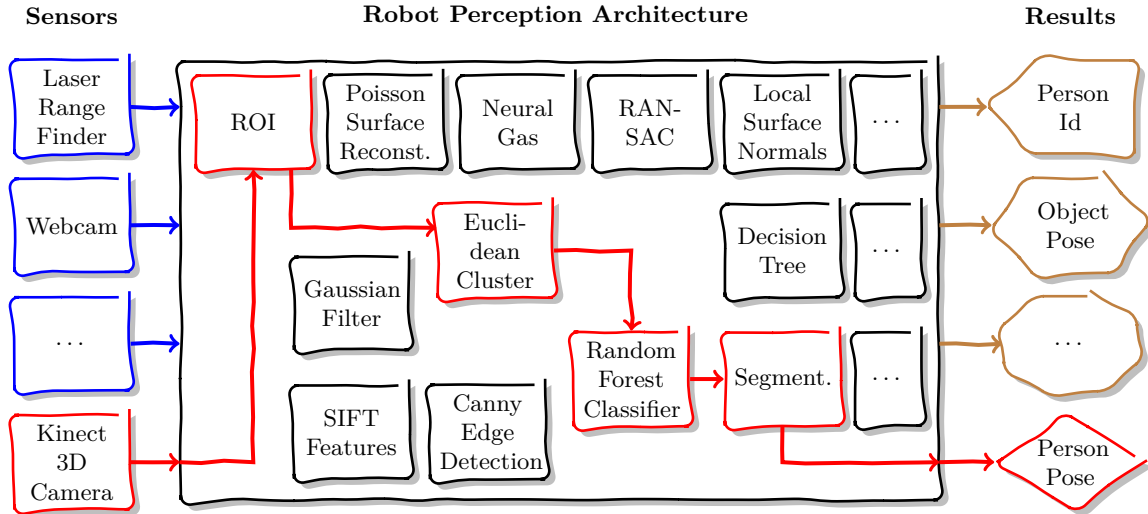 Sensors
Robot Perception Architecture
Results
Laser
Range
Finder
ROI
Poisson
Surface
Reconst.
Neural
Gas
RAN-
SAC
Local
Surface
Normals
...
Person
Id
Webcam
Eucli-
dean
Cluster
Decision
Tree
...
Object
Pose
Gaussian
Filter
...
Random
Forest
Classifier
Segment.
...
...
Kinect
3D
Camera
SIFT
Features
Canny
Edge
Detection
Person
Pose